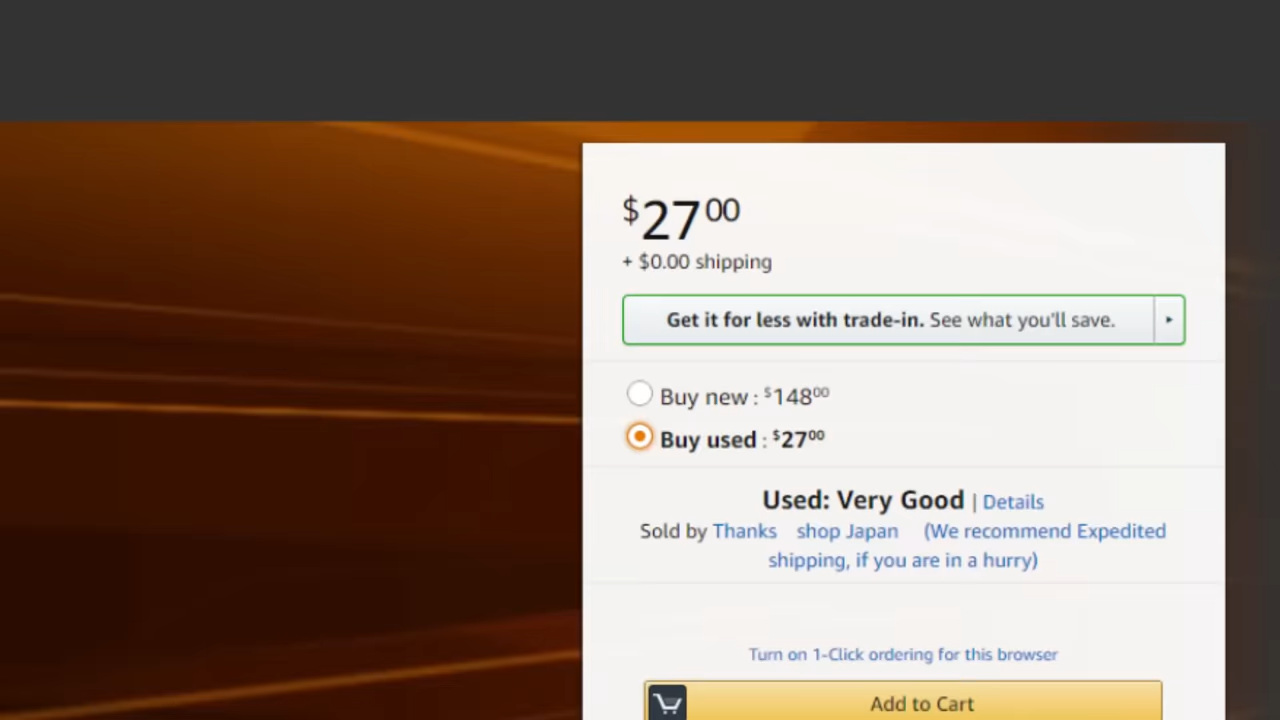 $27 00
+ $0.00 shipping
Get it for less with trade-in. See what you'll save.
Buy new : $148 00
Buy used : $27 00
Used: Very Good | Details
Sold by Thanks shop Japan (We recommend Expedited
shipping, if you are in a hurry)
Turn on 1-Click ordering for this browser
Add to Cart